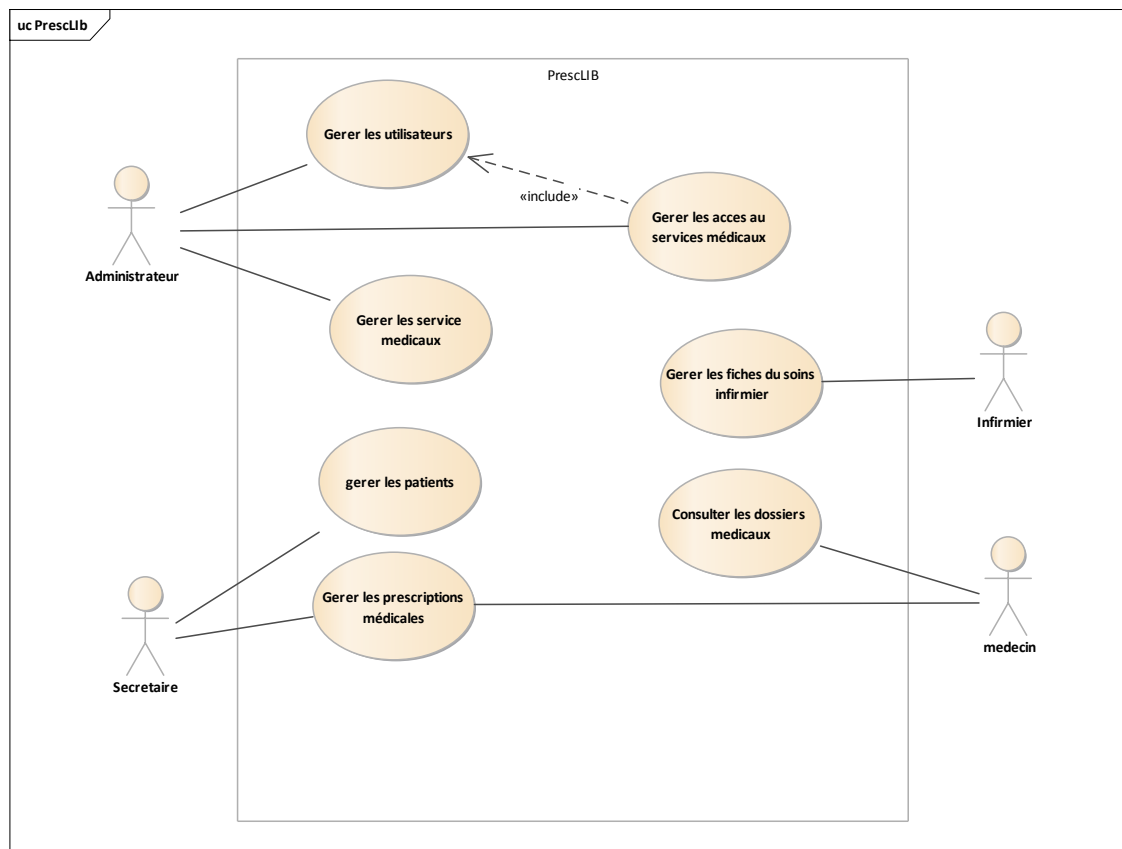 uc PrescLIb
PrescLIB
Gerer les utilisateurs
«include»
Gerer les acces au
services médicaux
Administrateur
Gerer les service
medicaux
Gerer les fiches du soins
infirmier
Infirmier
gerer les patients
Consulter les dossiers
medicaux
Gerer les prescriptions
médicales
medecin
Secretaire